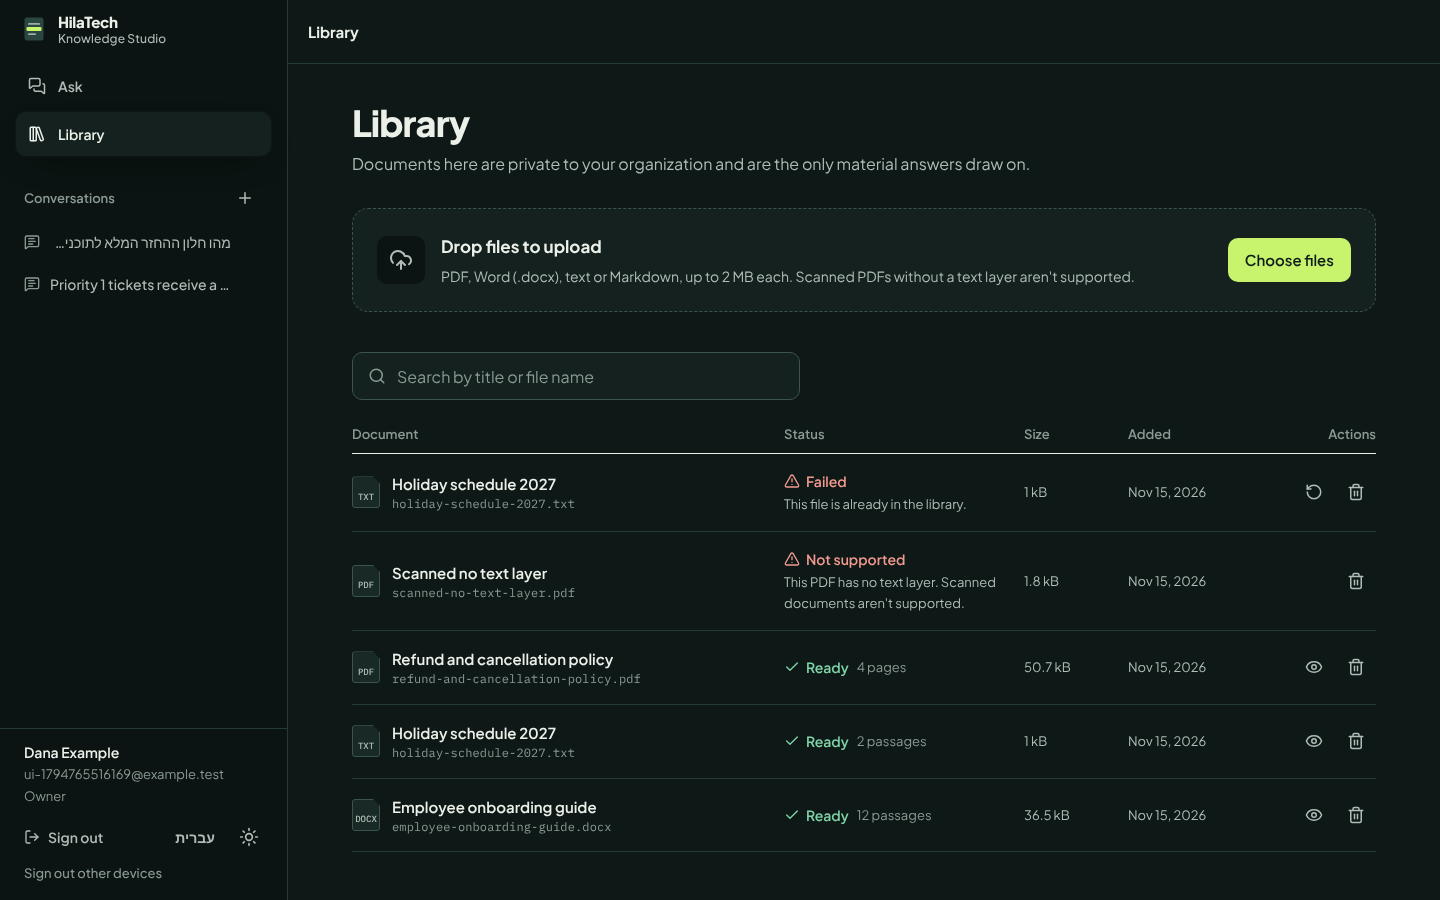 HilaTech
Knowledge Studio
Ask
Library
Conversations
מהו חלון ההחזר המלא לתוכני...
Priority 1 tickets receive a ...
Dana Example
ui-1794765516169@example.test
Owner
Sign out
עברית
Sign out other devices
Library
Library
Documents here are private to your organization and are the only material answers draw on.
Drop files to upload
PDF, Word (.docx), text or Markdown, up to 2 MB each. Scanned PDFs without a text layer aren't supported.
Choose files
Search by title or file name
Document Status Size Added Actions
TXT
Holiday schedule 2027
holiday-schedule-2027.txt
Failed
This file is already in the library.
1 kB
Nov 15, 2026
PDF
Scanned no text layer
scanned-no-text-layer.pdf
Not supported
This PDF has no text layer. Scanned
documents aren't supported.
1.8 kB
Nov 15, 2026
PDF
Refund and cancellation policy
refund-and-cancellation-policy.pdf
Ready 4 pages
50.7 kB
Nov 15, 2026
TXT
Holiday schedule 2027
holiday-schedule-2027.txt
Ready 2 passages
1 kB
Nov 15, 2026
DOCX
Employee onboarding guide
employee-onboarding-guide.docx
Ready 12 passages
36.5 kB
Nov 15, 2026